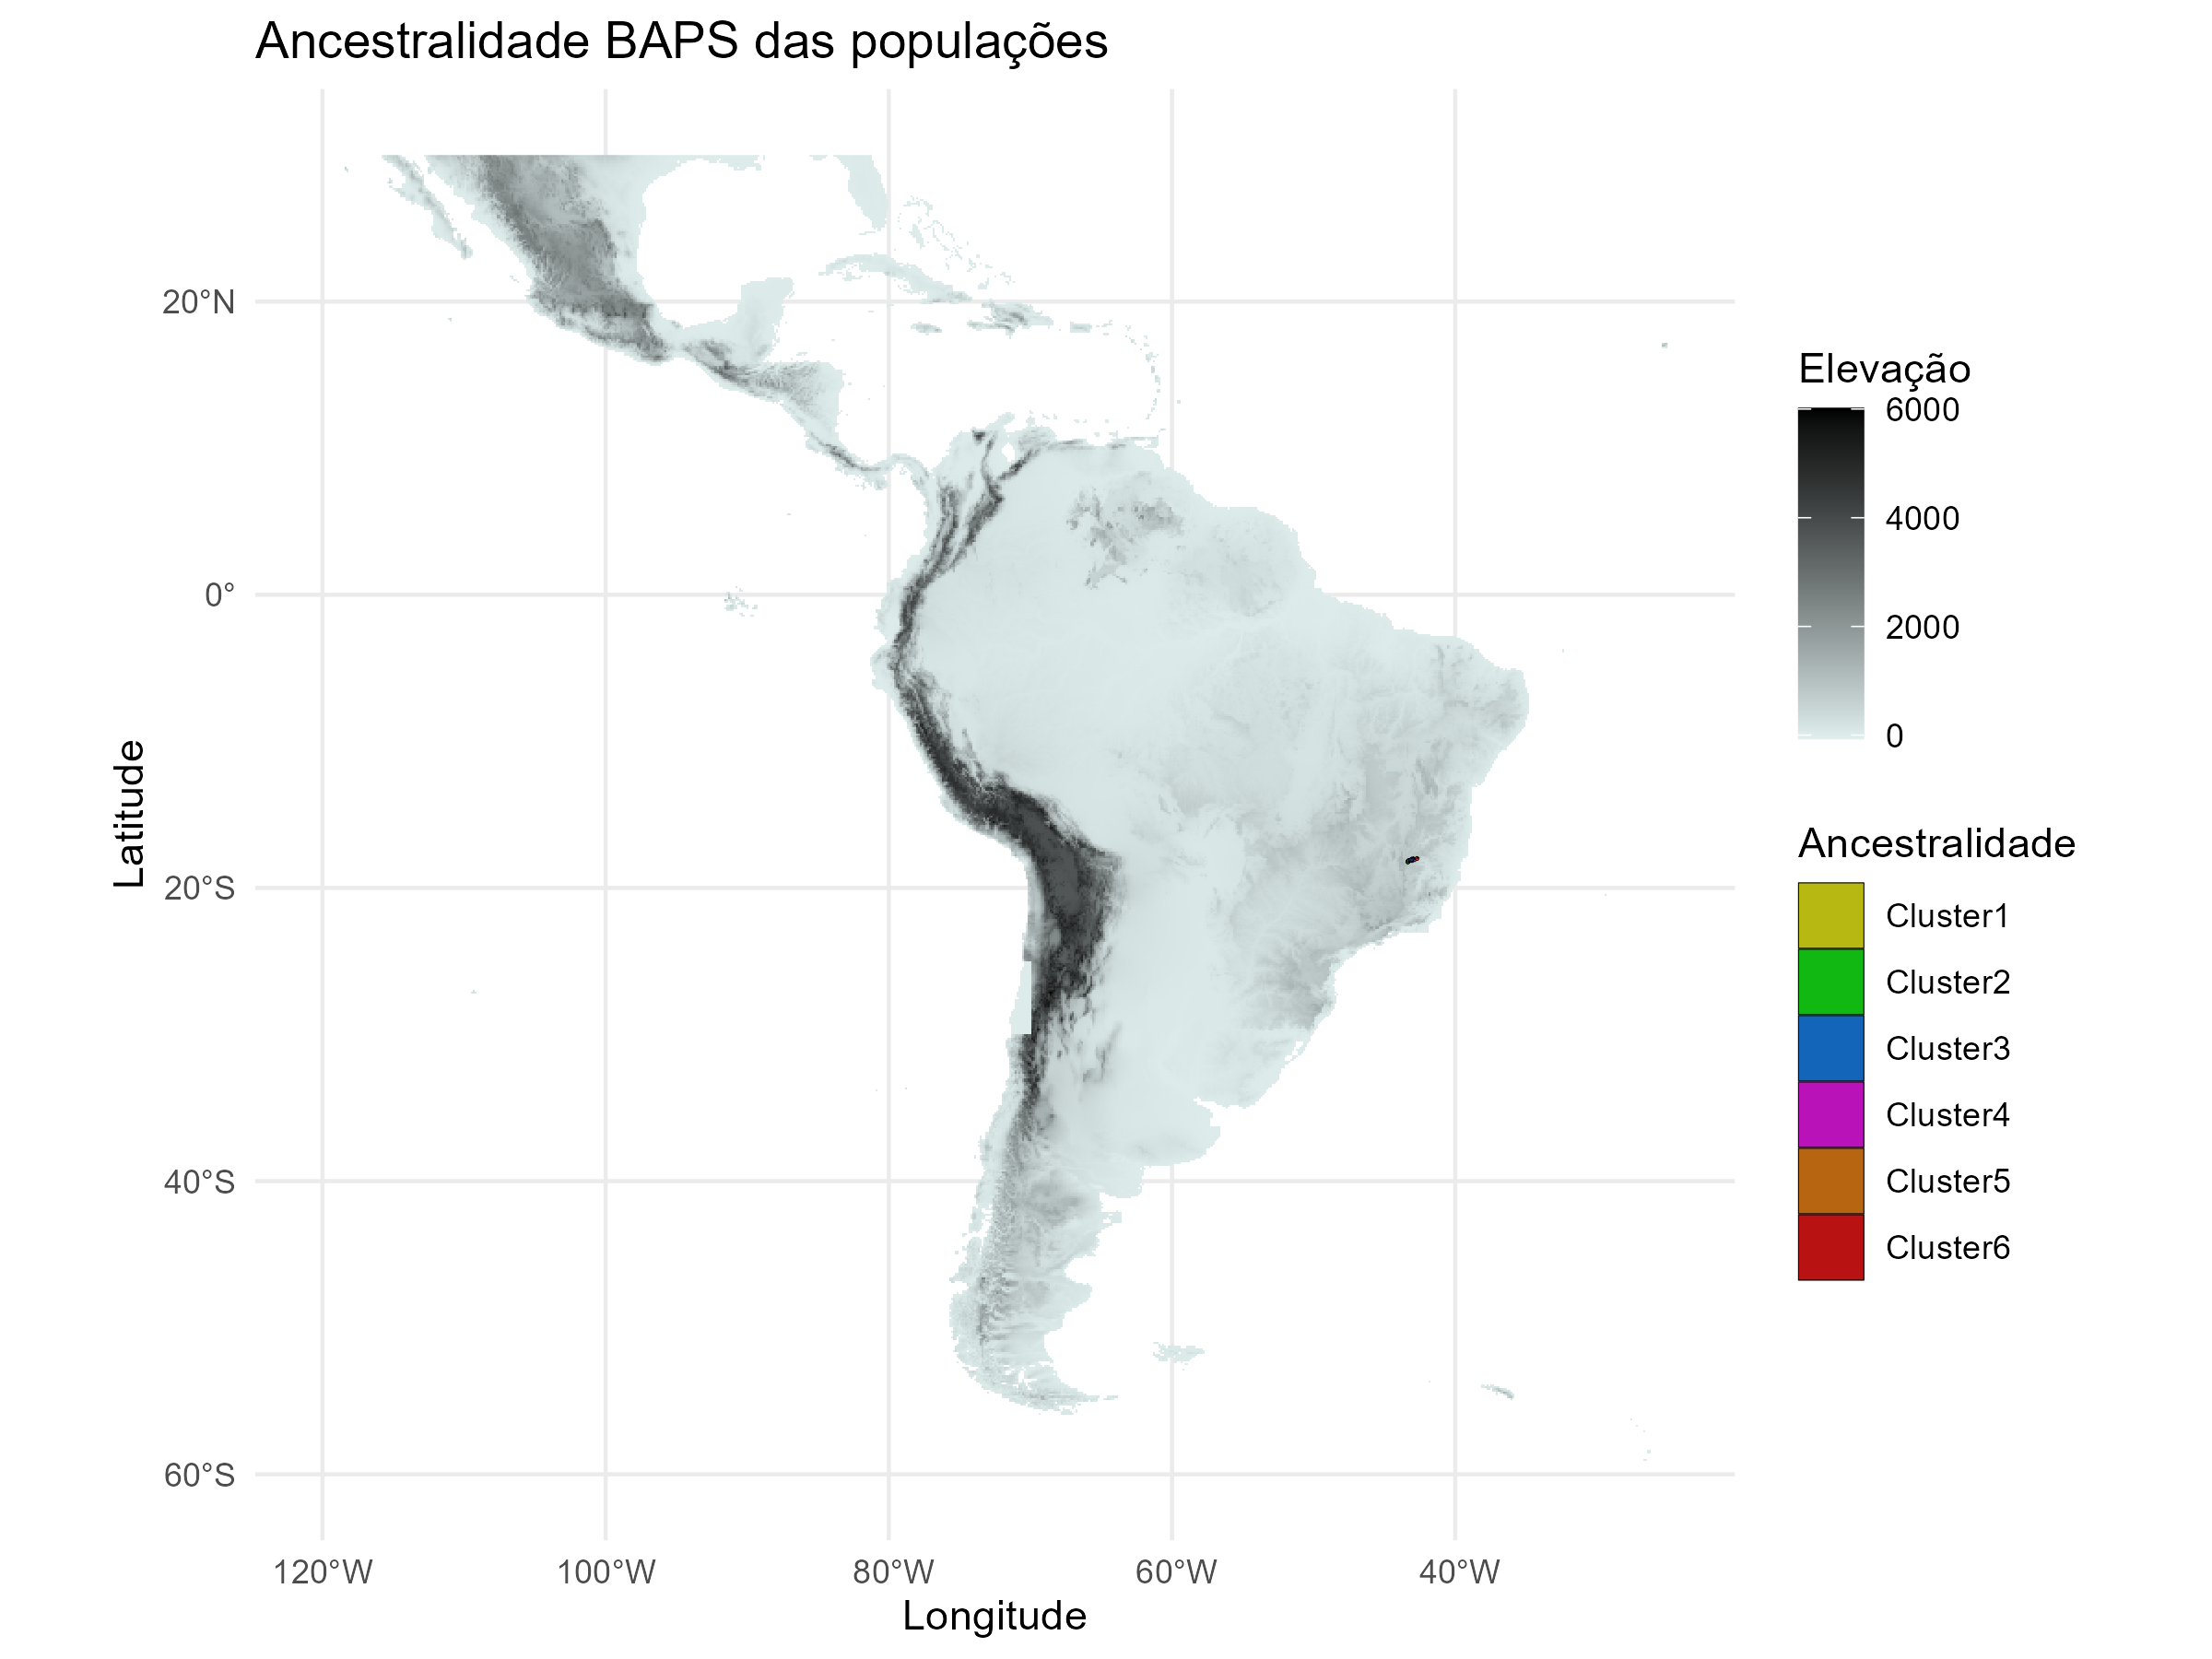 Ancestralidade BAPS das populações
20°N
0°
20°S
40°S
60°S
Latitude
120°W
100°W
80°W
60°W
40°W
Longitude
Elevação
6000
4000
2000
0
Ancestralidade
Cluster1
Cluster2
Cluster3
Cluster4
Cluster5
Cluster6